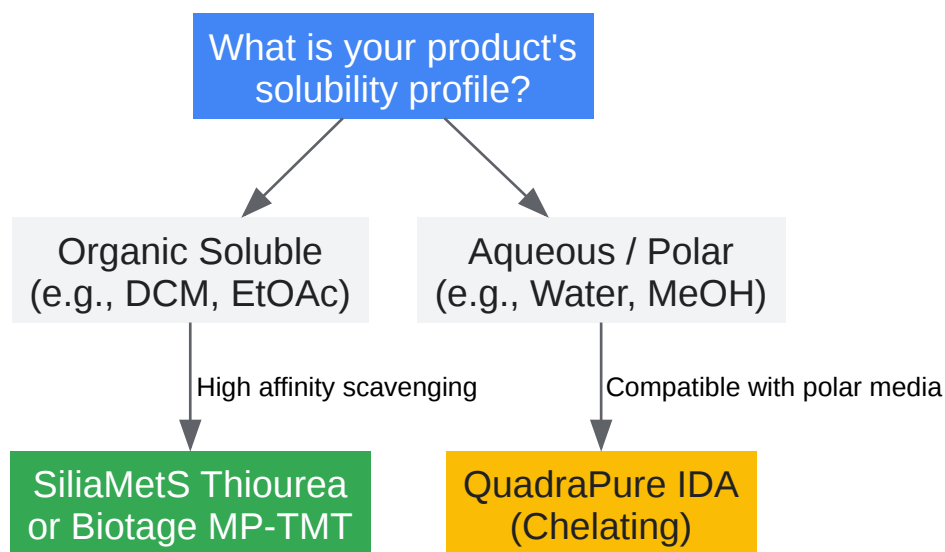 What is your product's
solubility profile?
Organic Soluble
(e.g., DCM, EtOAc)
Aqueous / Polar
(e.g., Water, MeOH)
High affinity scavenging
Compatible with polar media
SiliaMetS Thiourea
or Biotage MP-TMT
QuadraPure IDA
(Chelating)